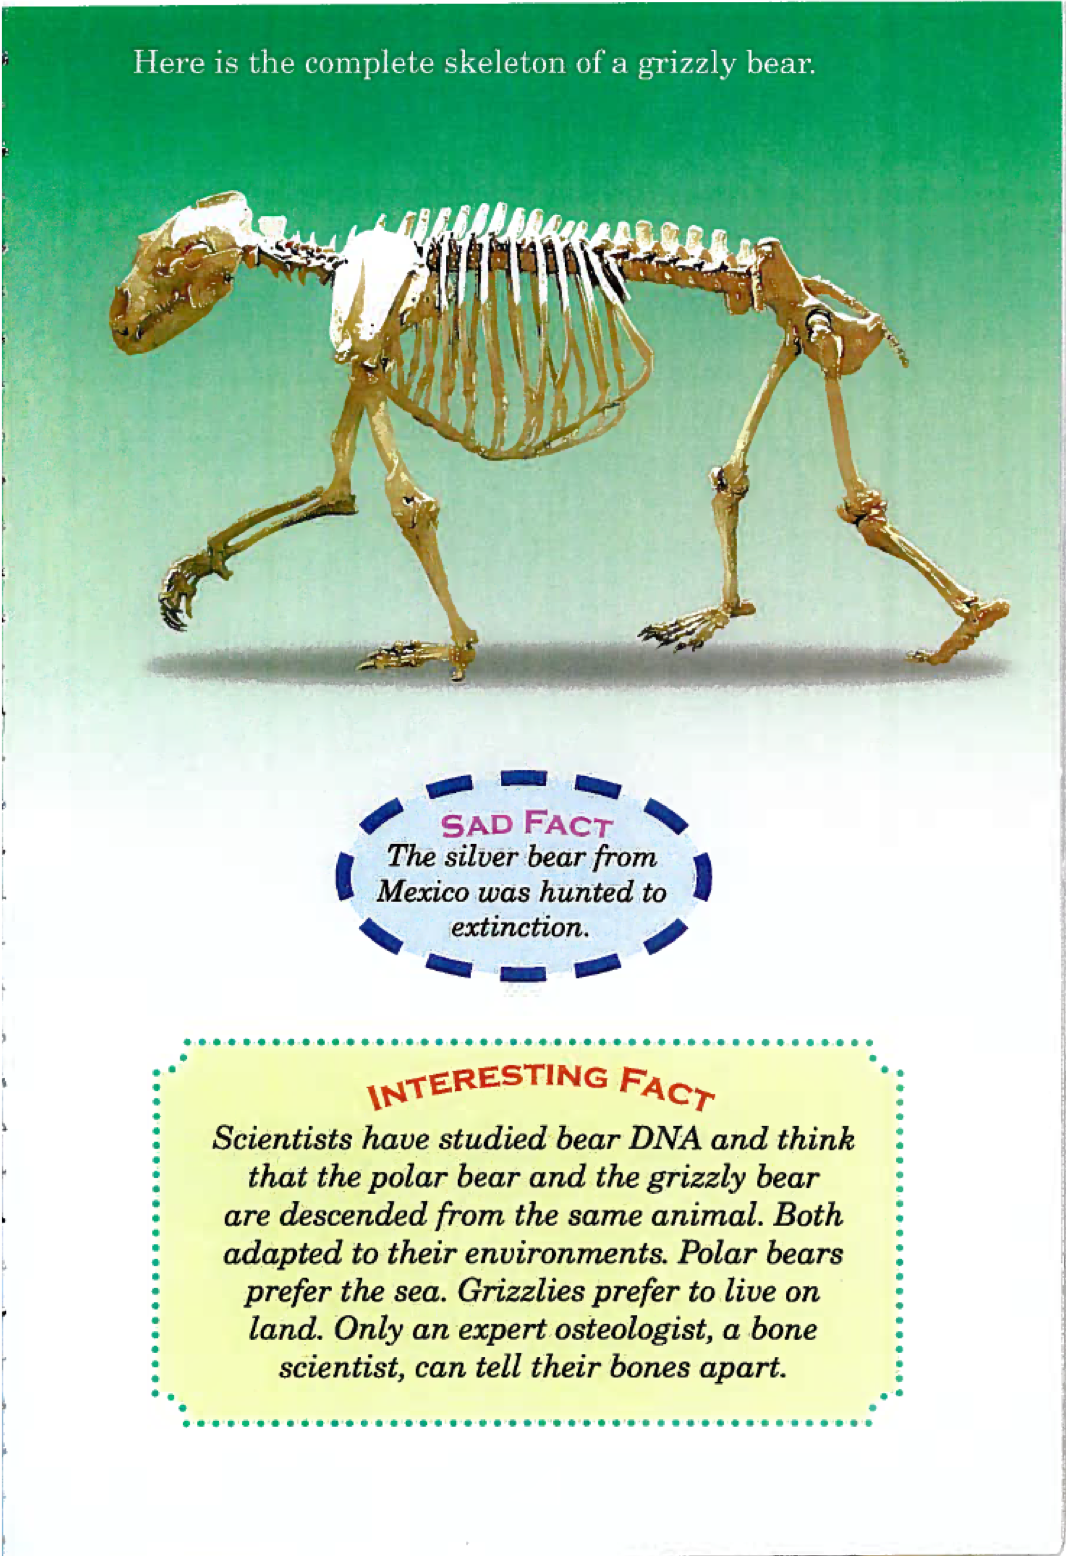 Here is the complete skeleton of a grizzly bear.
SAD FACT
The silver bear from
Mexico was hunted to
extinction.
INTERESTING FACT
Scientists have studied bear DNA and think
that the polar bear and the grizzly bear
are descended from the same animal. Both
adapted to their environments. Polar bears
prefer the sea. Grizzlies prefer to live on
land. Only an expert osteologist, a bone
scientist, can tell their bones apart.